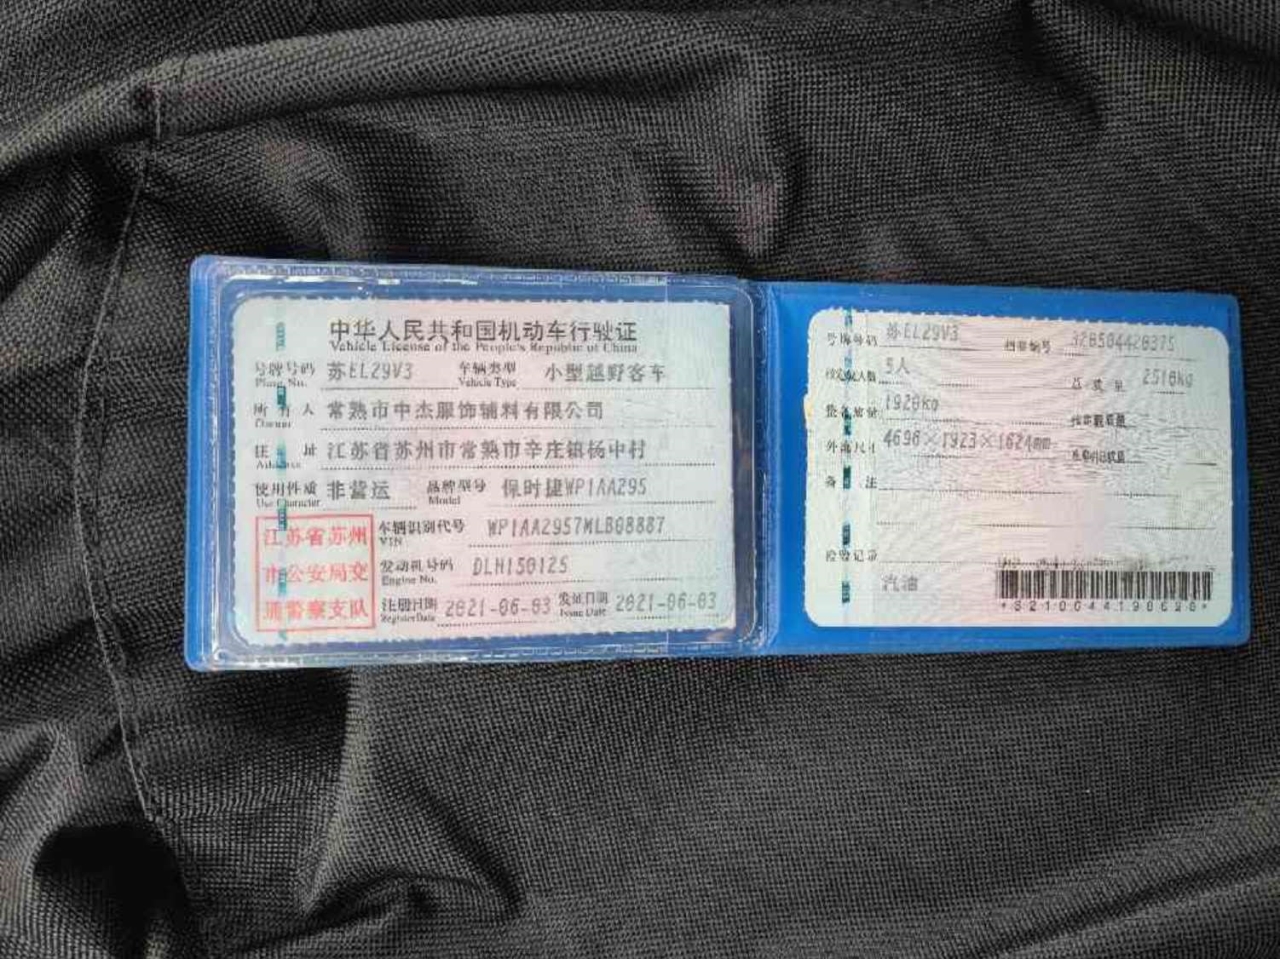 中华人民共和国机动车行驶证
Vehicle License of the People's Republic of China
号牌号码 苏EL29V3 车辆类型 小型越野客车
Plate No. Vehicle Type
所有人 常熟市中杰服饰辅料有限公司
Owner
住址 江苏省苏州市常熟市辛庄镇杨中村
Address
使用性质 非营运 品牌型号 保时捷WP1AA295
Use Character Model
江苏省苏州
市公安局交
通警察支队
车辆识别代号 WP1AA2957MLB08887
VIN
发动机号码 DLH150125
Engine No.
注册日期 2021-06-03 发证日期 2021-06-03
Register Date Issue Date
号牌号码 苏EL29V3 档案编号 320504420375
核定载人数 5人 总质量 2510kg
整备质量 1920kg 核定载质量
外廓尺寸 4696×1923×1624mm 准牵引总质量
备注
检验记录
汽油
*3210044190690*